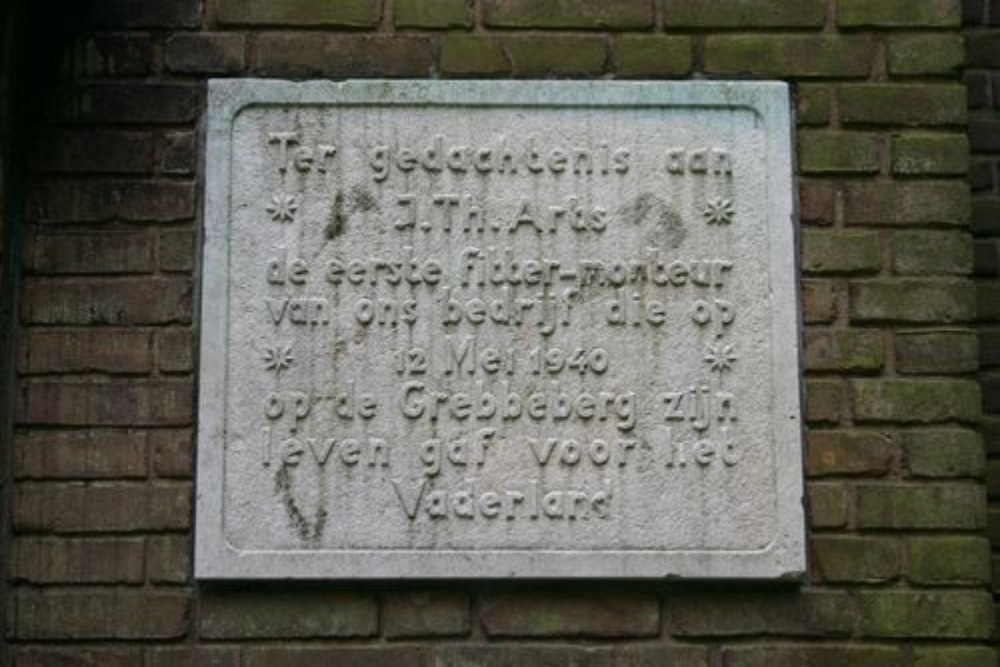 Ter gedachtenis aan
J.Th. Arts
de eerste fitter-monteur
van ons bedrijf die op
12 Mei 1940
op de Grebbeberg zijn
leven gaf voor het
Vaderland